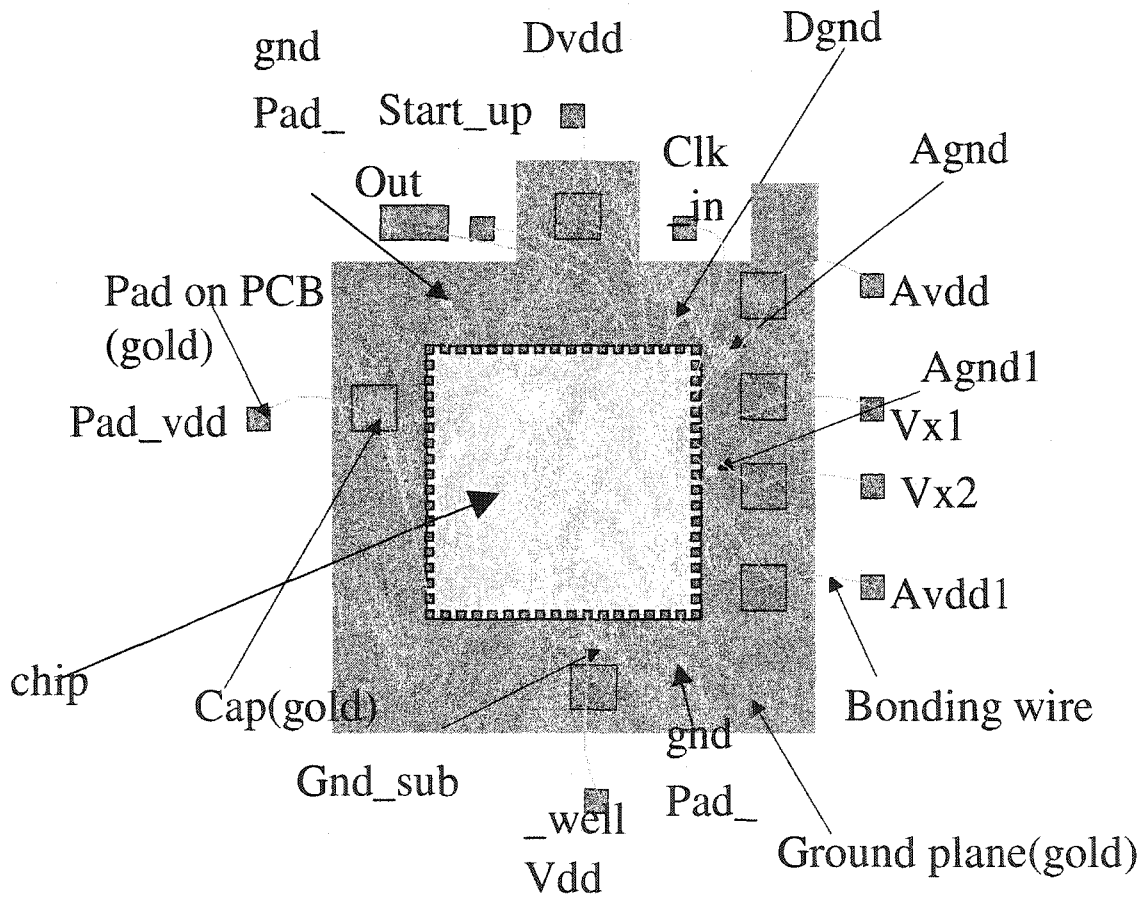 gnd
Pad_
Dvdd
Dgnd
Start_up
Out
Clk
_in
Agnd
Pad on PCB
(gold)
Avdd
Agnd1
Pad_vdd
Vx1
Vx2
Avdd1
chip
Cap(gold)
Bonding wire
gnd
Pad_
Gnd_sub
_well
Vdd
Ground plane(gold)